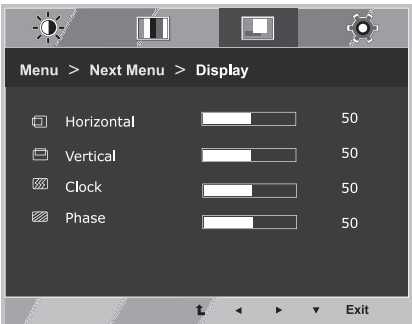 Menu > Next Menu > Display
Horizontal 50
Vertical 50
Clock 50
Phase 50
Exit